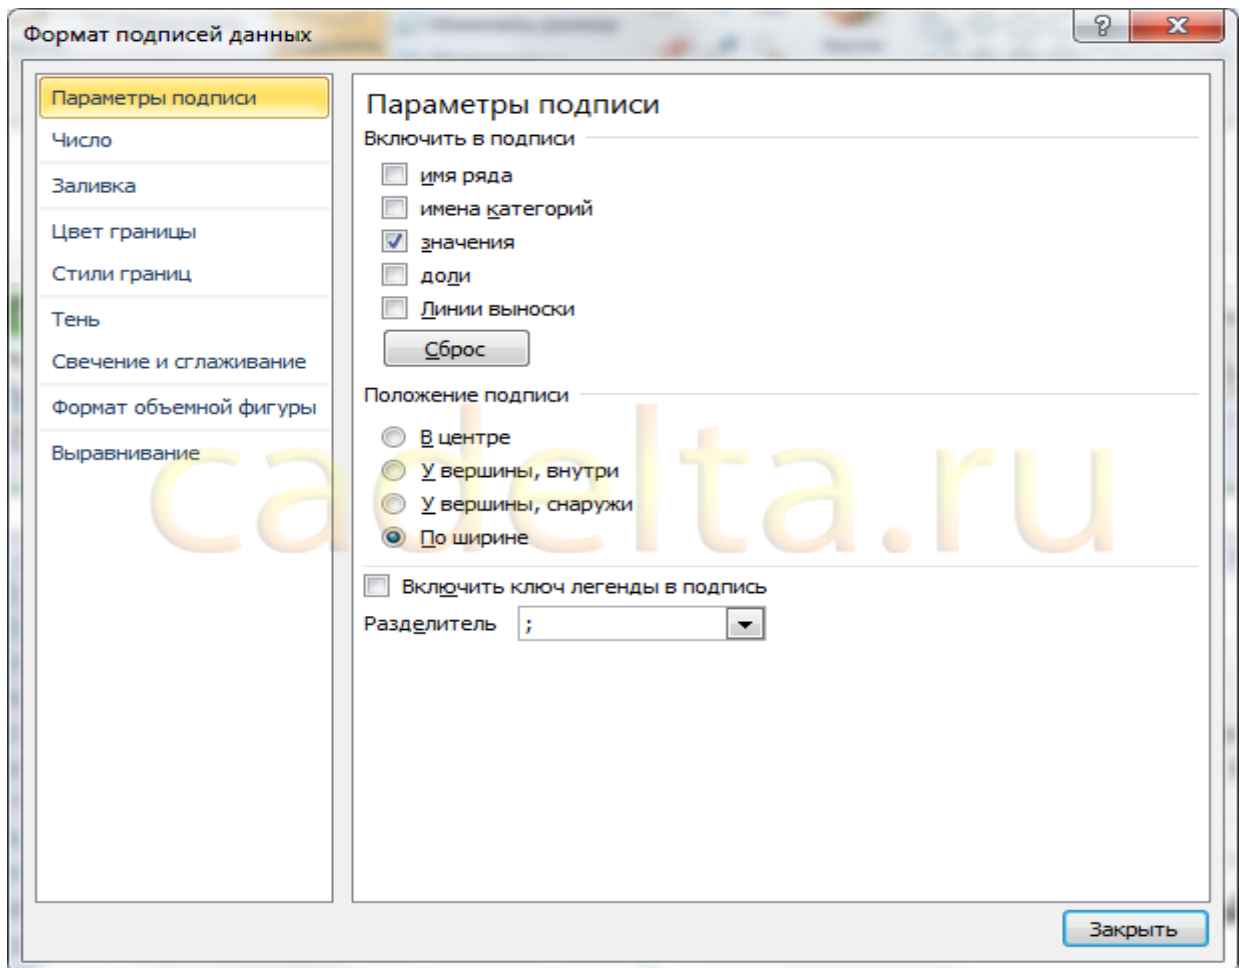 Формат подписей данных
Параметры подписи
Число
Заливка
Цвет границы
Стили границ
Тень
Свечение и сглаживание
Формат объемной фигуры
Выравнивание
Параметры подписи
Включить в подписи
имя ряда
имена категорий
значения
доли
Линии выноски
Сброс
Положение подписи
В центре
У вершины, внутри
У вершины, снаружи
По ширине
Включить ключ легенды в подпись
Разделитель ;
Закрыть
cadelta.ru